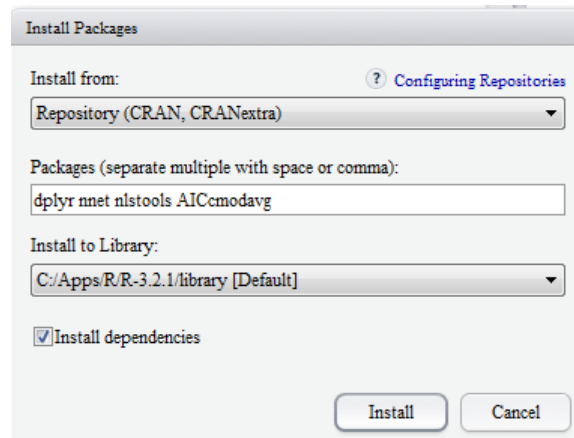 Install Packages
Install from:
? Configuring Repositories
Repository (CRAN, CRANextra)
Packages (separate multiple with space or comma):
dplyr nnet nlstools AICcmodavg
Install to Library:
C:/Apps/R/R-3.2.1/library [Default]
Install dependencies
Install Cancel